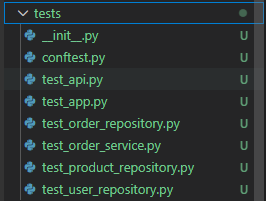 tests
__init__.py U
conftest.py U
test_api.py U
test_app.py U
test_order_repository.py U
test_order_service.py U
test_product_repository.py U
test_user_repository.py U